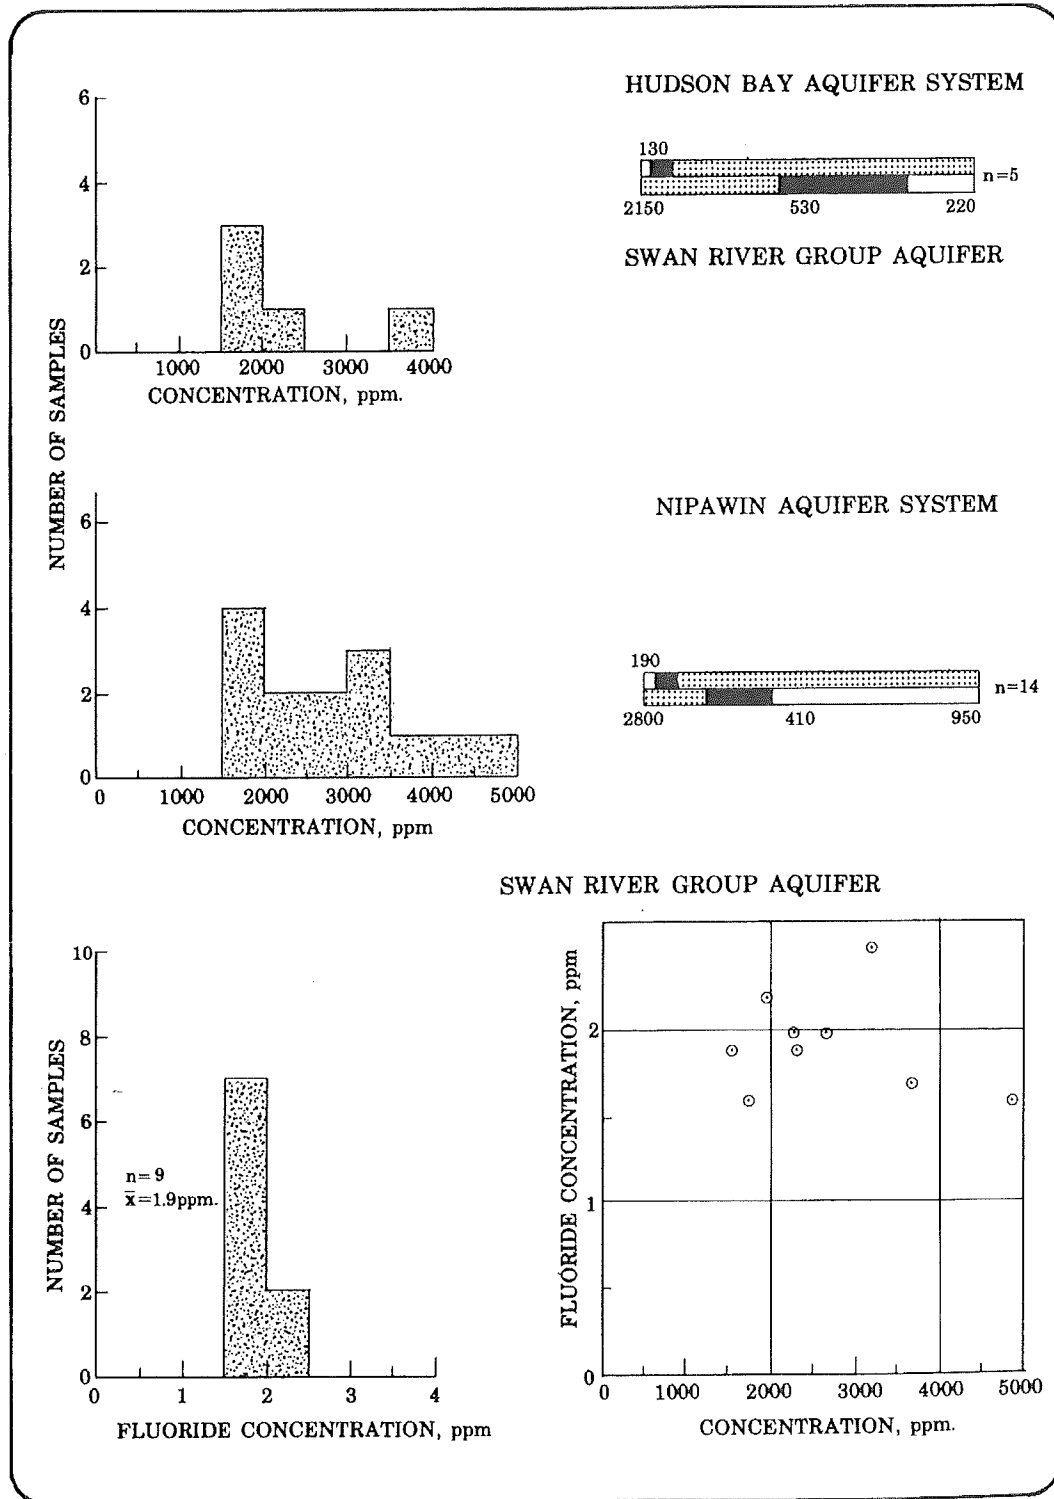 HUDSON BAY AQUIFER SYSTEM
130
n=5
2150 530 220
SWAN RIVER GROUP AQUIFER
NUMBER OF SAMPLES
6
4
2
0
1000 2000 3000 4000
CONCENTRATION, ppm.
NIPAWIN AQUIFER SYSTEM
190
n=14
2800 410 950
6
4
2
0
0 1000 2000 3000 4000 5000
CONCENTRATION, ppm
SWAN RIVER GROUP AQUIFER
NUMBER OF SAMPLES
10
8
6
4
2
0
n=9
x̄=1.9ppm.
0 1 2 3 4
FLUORIDE CONCENTRATION, ppm
FLUORIDE CONCENTRATION, ppm
2
1
0
0 1000 2000 3000 4000 5000
CONCENTRATION, ppm.